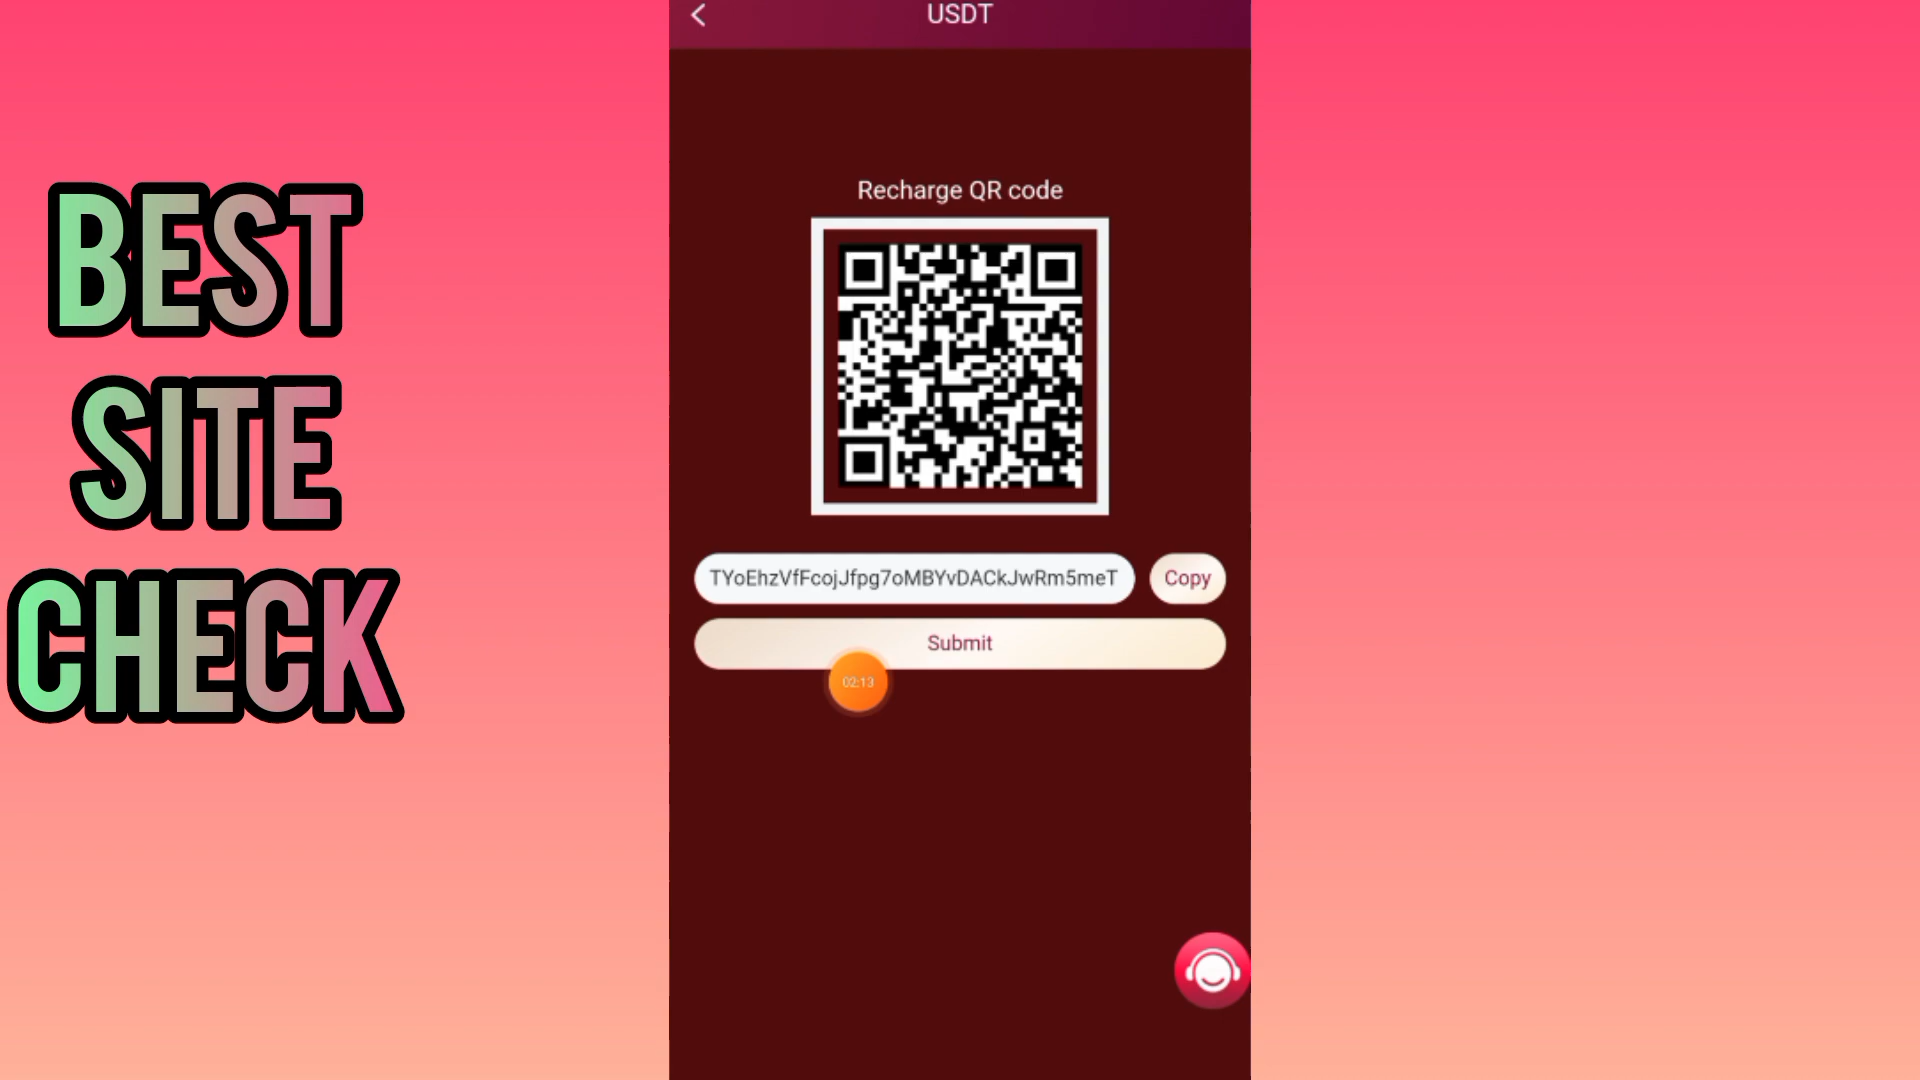 USDT
BEST
SITE
CHECK
Recharge QR code
TYoEhzVfFcojJfpg7oMBYvDACkJwRm5meT
Copy
Submit
02:13